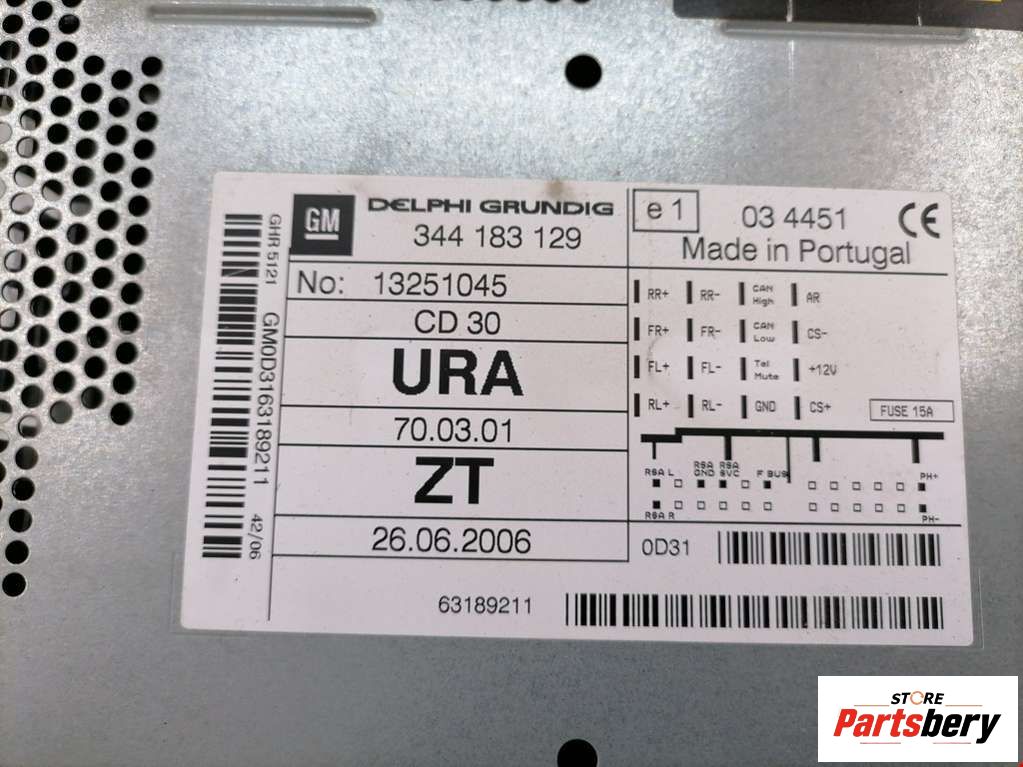 GM
DELPHI GRUNDIG
344 183 129
No: 13251045
CD 30
URA
70.03.01
ZT
26.06.2006
63189211
e1
03 4451
CE
Made in Portugal
RR+ RR- CAN High AR
FR+ FR- CAN Low CS-
FL+ FL- Tel Mute +12V
RL+ RL- GND CS+
FUSE 15A
RSA L RSA GND RSA SVC F BUS PH+
RSA R PH-
0D31
GHR 5121
GM0D3163189211 42/06
STORE
Partsbery